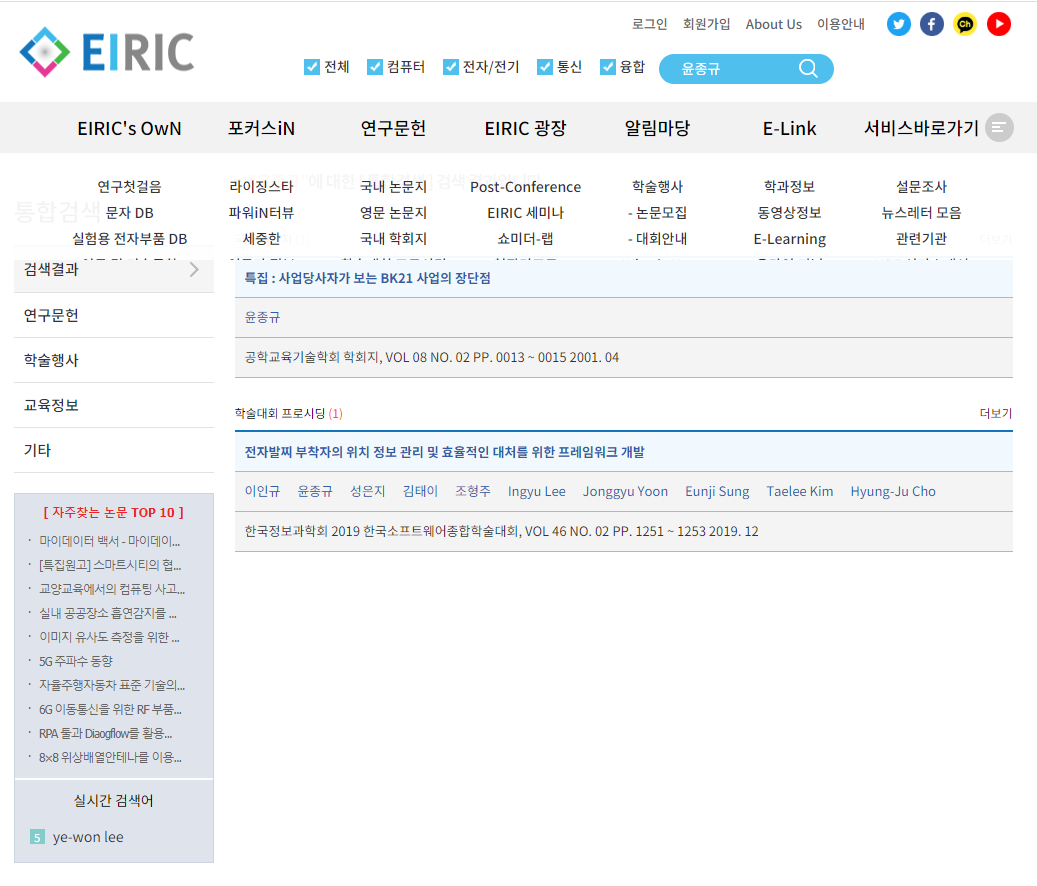 로그인 회원가입 About Us 이용안내
EIRIC
전체 컴퓨터 전자/전기 통신 융합 윤종규
EIRIC's OwN 포커스iN 연구문헌 EIRIC 광장 알림마당 E-Link 서비스바로가기
연구첫걸음 라이징스타 국내 논문지 Post-Conference 학술행사 학과정보 설문조사
문자 DB 파워iN터뷰 영문 논문지 EIRIC 세미나 - 논문모집 동영상정보 뉴스레터 모음
실험용 전자부품 DB 세중한 국내 학회지 쇼미더-랩 - 대회안내 E-Learning 관련기관
통합검색
검색결과
연구문헌
학술행사
교육정보
기타
특집 : 사업당사자가 보는 BK21 사업의 장단점
윤종규
공학교육기술학회 학회지, VOL 08 NO. 02 PP. 0013 ~ 0015 2001. 04
학술대회 프로시딩 (1) 더보기
전자발찌 부착자의 위치 정보 관리 및 효율적인 대처를 위한 프레임워크 개발
이인규 윤종규 성은지 김태이 조형주 Ingyu Lee Jonggyu Yoon Eunji Sung Taelee Kim Hyung-Ju Cho
한국정보과학회 2019 한국소프트웨어종합학술대회, VOL 46 NO. 02 PP. 1251 ~ 1253 2019. 12
[ 자주찾는 논문 TOP 10 ]
· 마이데이터 백서 - 마이데이...
· [특집원고] 스마트시티의 협...
· 교양교육에서의 컴퓨팅 사고...
· 실내 공공장소 흡연감지를 ...
· 이미지 유사도 측정을 위한 ...
· 5G 주파수 동향
· 자율주행자동차 표준 기술의...
· 6G 이동통신을 위한 RF 부품...
· RPA 툴과 Diaogflow를 활용...
· 8×8 위상배열안테나를 이용...
실시간 검색어
5 ye-won lee